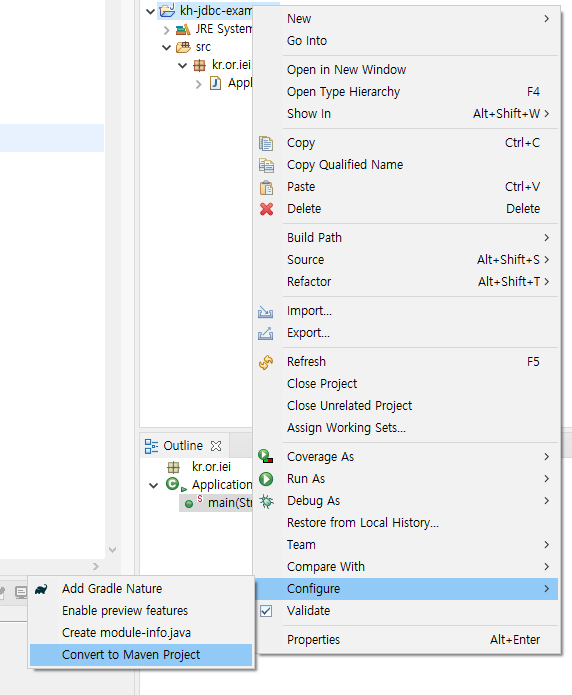 kh-jdbc-exam
JRE System
src
kr.or.iei
Appl
New
Go Into
Open in New Window
Open Type Hierarchy F4
Show In Alt+Shift+W
Copy Ctrl+C
Copy Qualified Name
Paste Ctrl+V
Delete Delete
Build Path
Source Alt+Shift+S
Refactor Alt+Shift+T
Import...
Export...
Refresh F5
Close Project
Close Unrelated Project
Assign Working Sets...
Coverage As
Run As
Debug As
Restore from Local History...
Team
Compare With
Configure
Validate
Properties Alt+Enter
Outline
kr.or.iei
Application
main(Str
Add Gradle Nature
Enable preview features
Create module-info.java
Convert to Maven Project